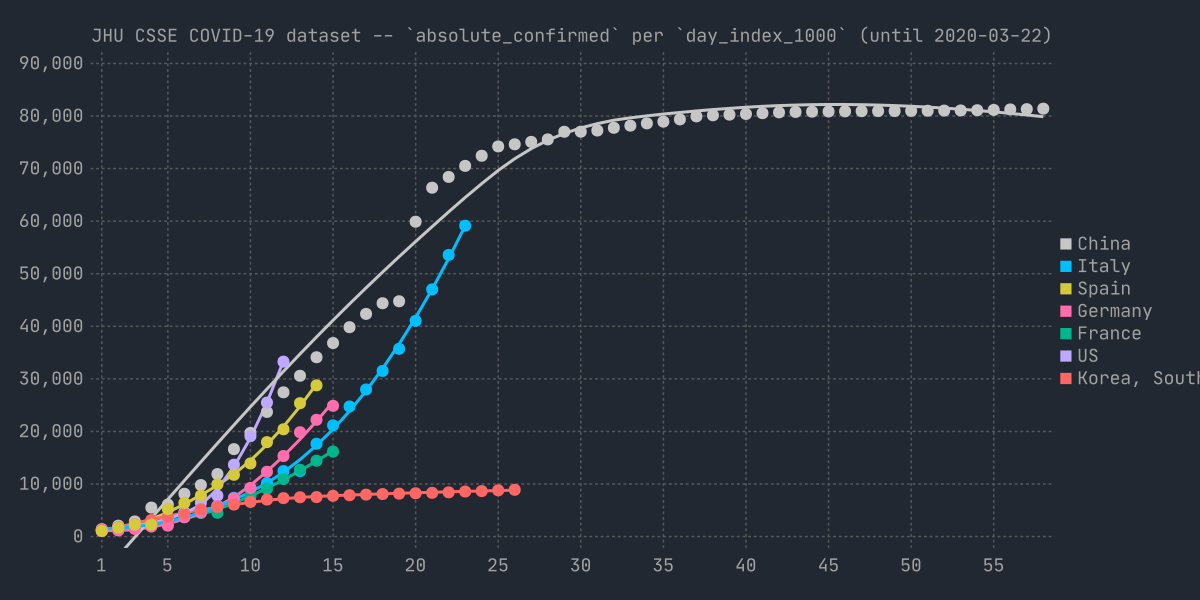 JHU CSSE COVID-19 dataset -- `absolute_confirmed` per `day_index_1000` (until 2020-03-22)
90,000
80,000
70,000
60,000
50,000
40,000
30,000
20,000
10,000
0
1 5 10 15 20 25 30 35 40 45 50 55
China
Italy
Spain
Germany
France
US
Korea, South